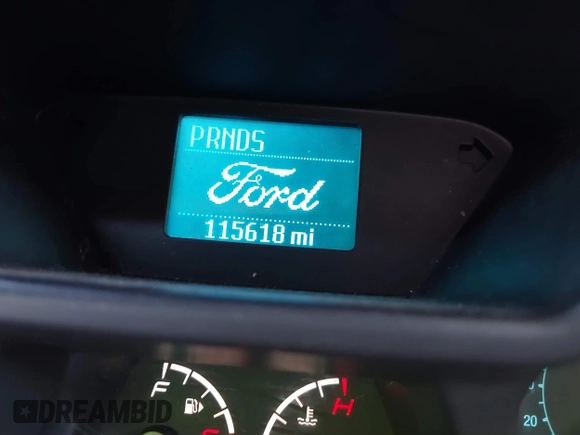 PRNDS
Ford
115618 mi
F
H
20
DREAMBID